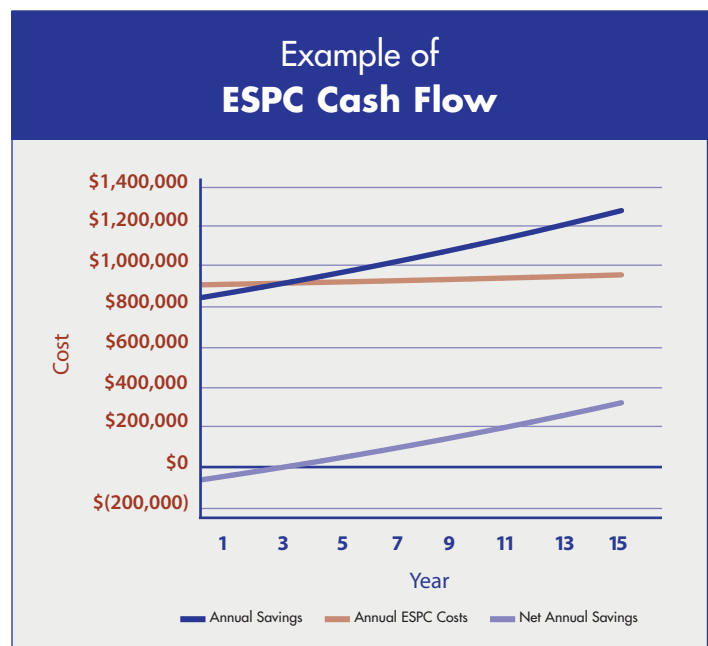 Example of
ESPC Cash Flow
$1,400,000
$1,200,000
$1,000,000
$800,000
$600,000
$400,000
$200,000
$0
$(200,000)
Cost
1 3 5 7 9 11 13 15
Year
Annual Savings Annual ESPC Costs Net Annual Savings